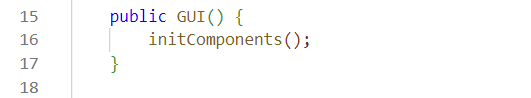 15 public GUI() {
16 initComponents();
17 }
18